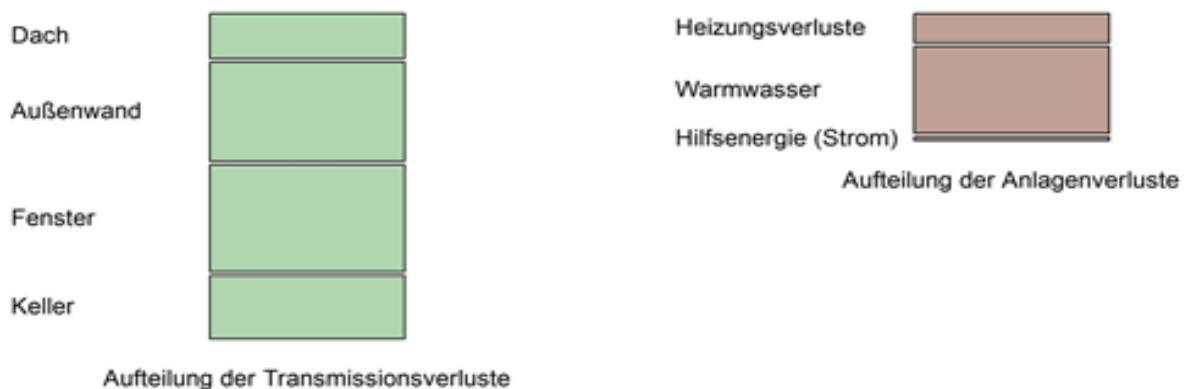 Dach
Außenwand
Fenster
Keller
Aufteilung der Transmissionsverluste
Heizungsverluste
Warmwasser
Hilfsenergie (Strom)
Aufteilung der Anlagenverluste